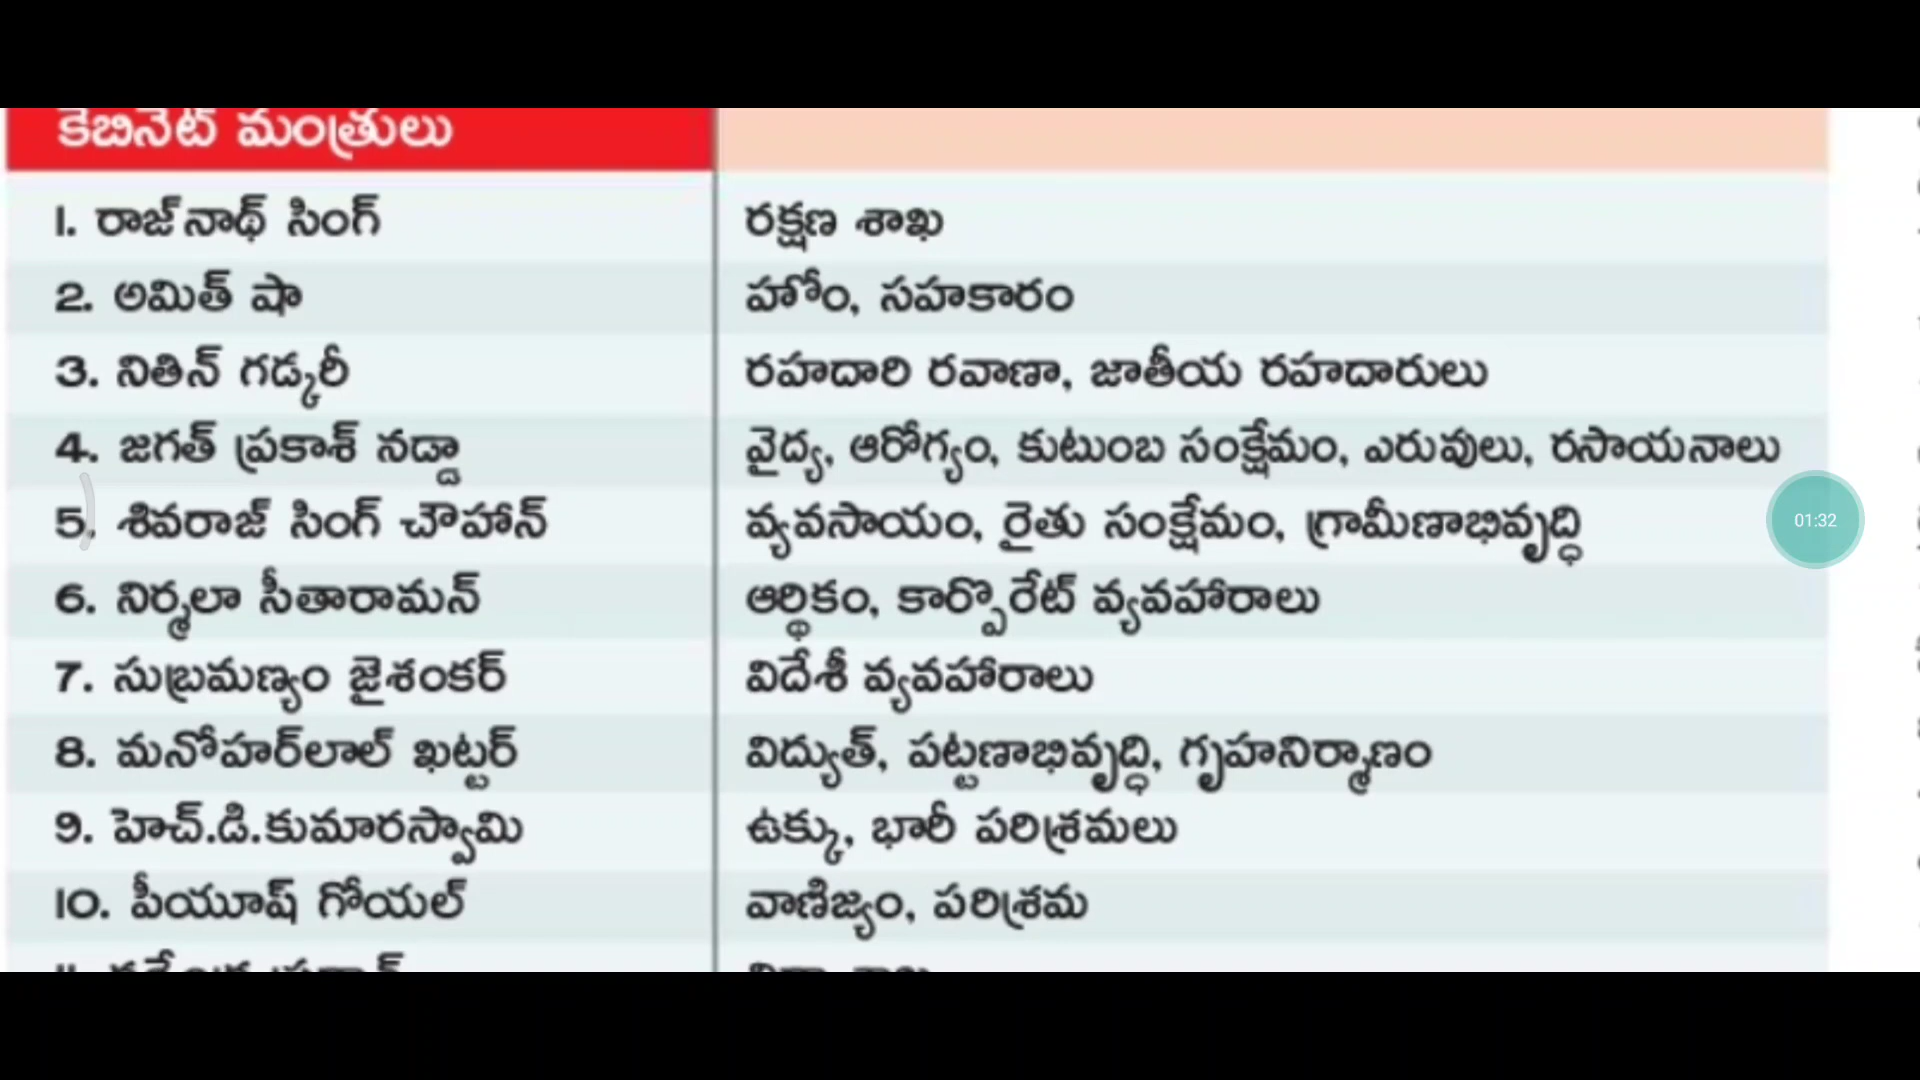 కేబినేట్ మంత్రులు
1. రాజ్‌నాథ్ సింగ్ రక్షణ శాఖ
2. అమిత్ షా హోం, సహకారం
3. నితిన్ గడ్కరీ రహదారి రవాణా, జాతీయ రహదారులు
4. జగత్ ప్రకాశ్ నడ్డా వైద్య, ఆరోగ్యం, కుటుంబ సంక్షేమం, ఎరువులు, రసాయనాలు
5. శివరాజ్ సింగ్ చౌహాన్ వ్యవసాయం, రైతు సంక్షేమం, గ్రామీణాభివృద్ధి
01:32
6. నిర్మలా సీతారామన్ ఆర్థికం, కార్పొరేట్ వ్యవహారాలు
7. సుబ్రమణ్యం జైశంకర్ విదేశీ వ్యవహారాలు
8. మనోహర్‌లాల్ ఖట్టర్ విద్యుత్, పట్టణాభివృద్ధి, గృహనిర్మాణం
9. హెచ్.డి.కుమారస్వామి ఉక్కు, భారీ పరిశ్రమలు
10. పీయూష్ గోయల్ వాణిజ్యం, పరిశ్రమ